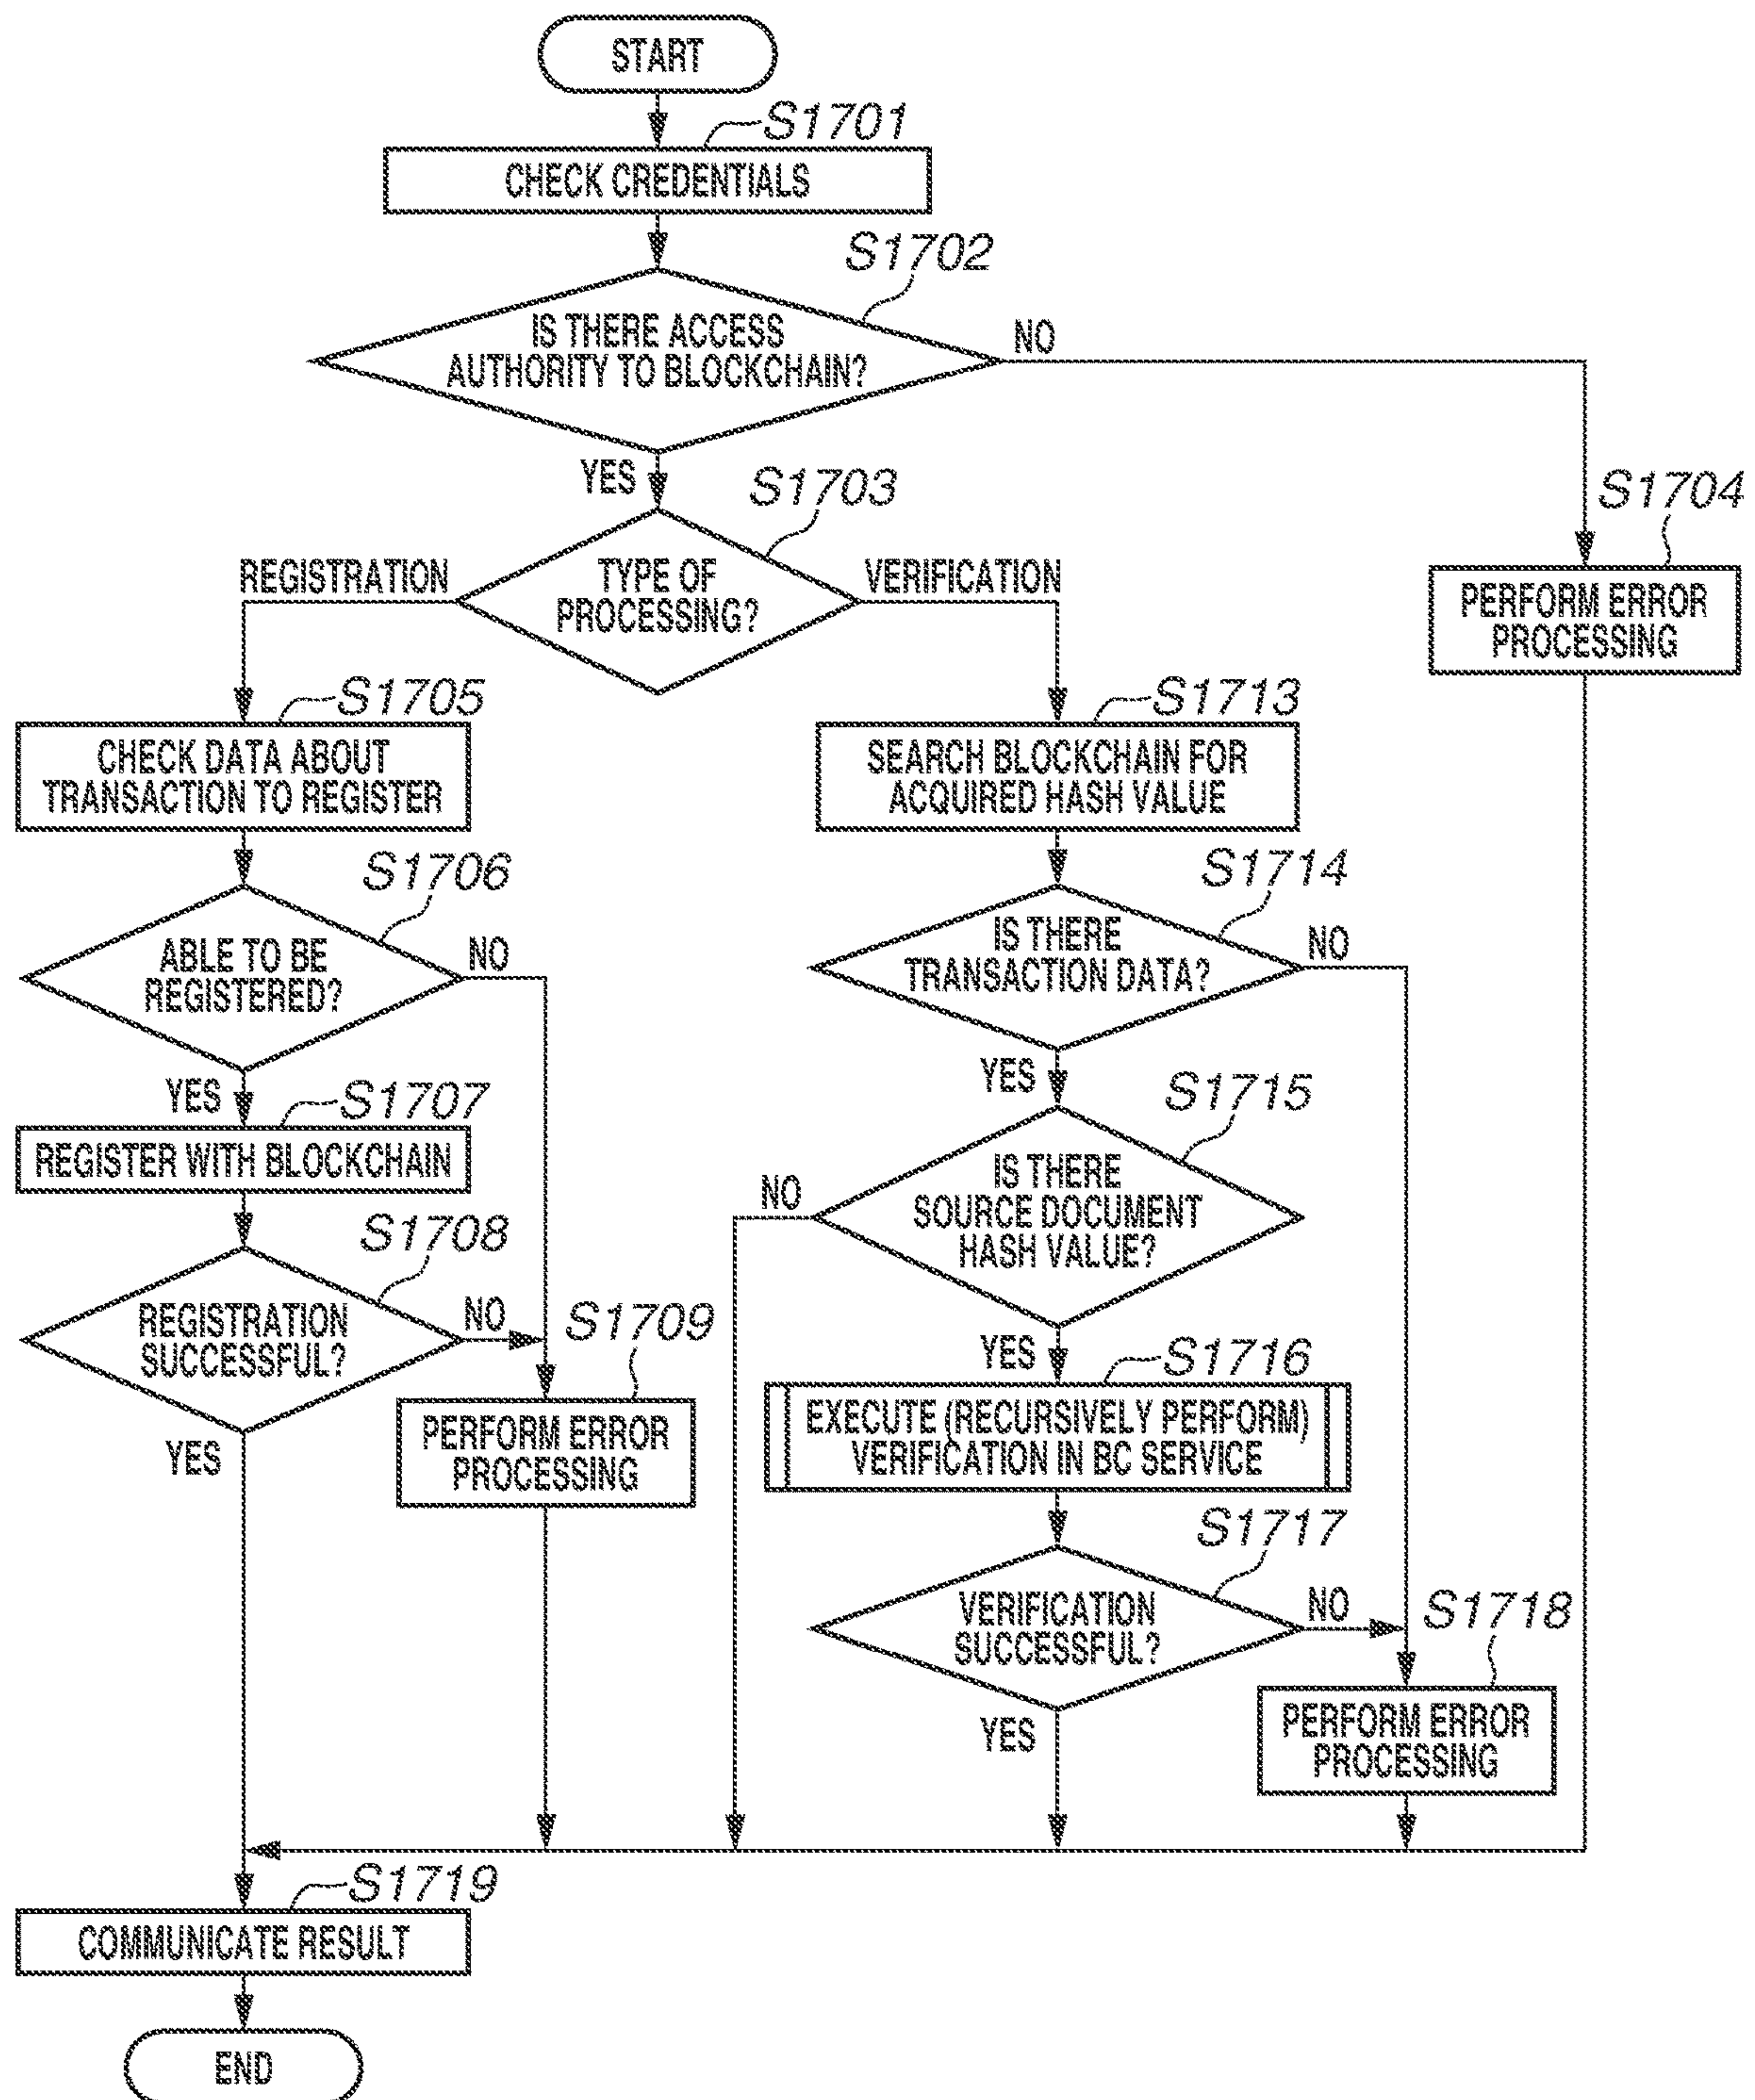 START
S1701
CHECK CREDENTIALS
S1702
IS THERE ACCESS
AUTHORITY TO BLOCKCHAIN?
NO
YES
S1703
S1704
REGISTRATION
TYPE OF
PROCESSING?
VERIFICATION
PERFORM ERROR
PROCESSING
S1705
CHECK DATA ABOUT
TRANSACTION TO REGISTER
S1713
SEARCH BLOCKCHAIN FOR
ACQUIRED HASH VALUE
S1706
ABLE TO BE
REGISTERED?
NO
S1714
IS THERE
TRANSACTION DATA?
NO
YES
S1707
REGISTER WITH BLOCKCHAIN
YES
S1715
IS THERE
SOURCE DOCUMENT
HASH VALUE?
NO
S1708
REGISTRATION
SUCCESSFUL?
NO
S1709
PERFORM ERROR
PROCESSING
YES
YES
S1716
EXECUTE (RECURSIVELY PERFORM)
VERIFICATION IN BC SERVICE
S1717
VERIFICATION
SUCCESSFUL?
NO
S1718
PERFORM ERROR
PROCESSING
YES
S1719
COMMUNICATE RESULT
END